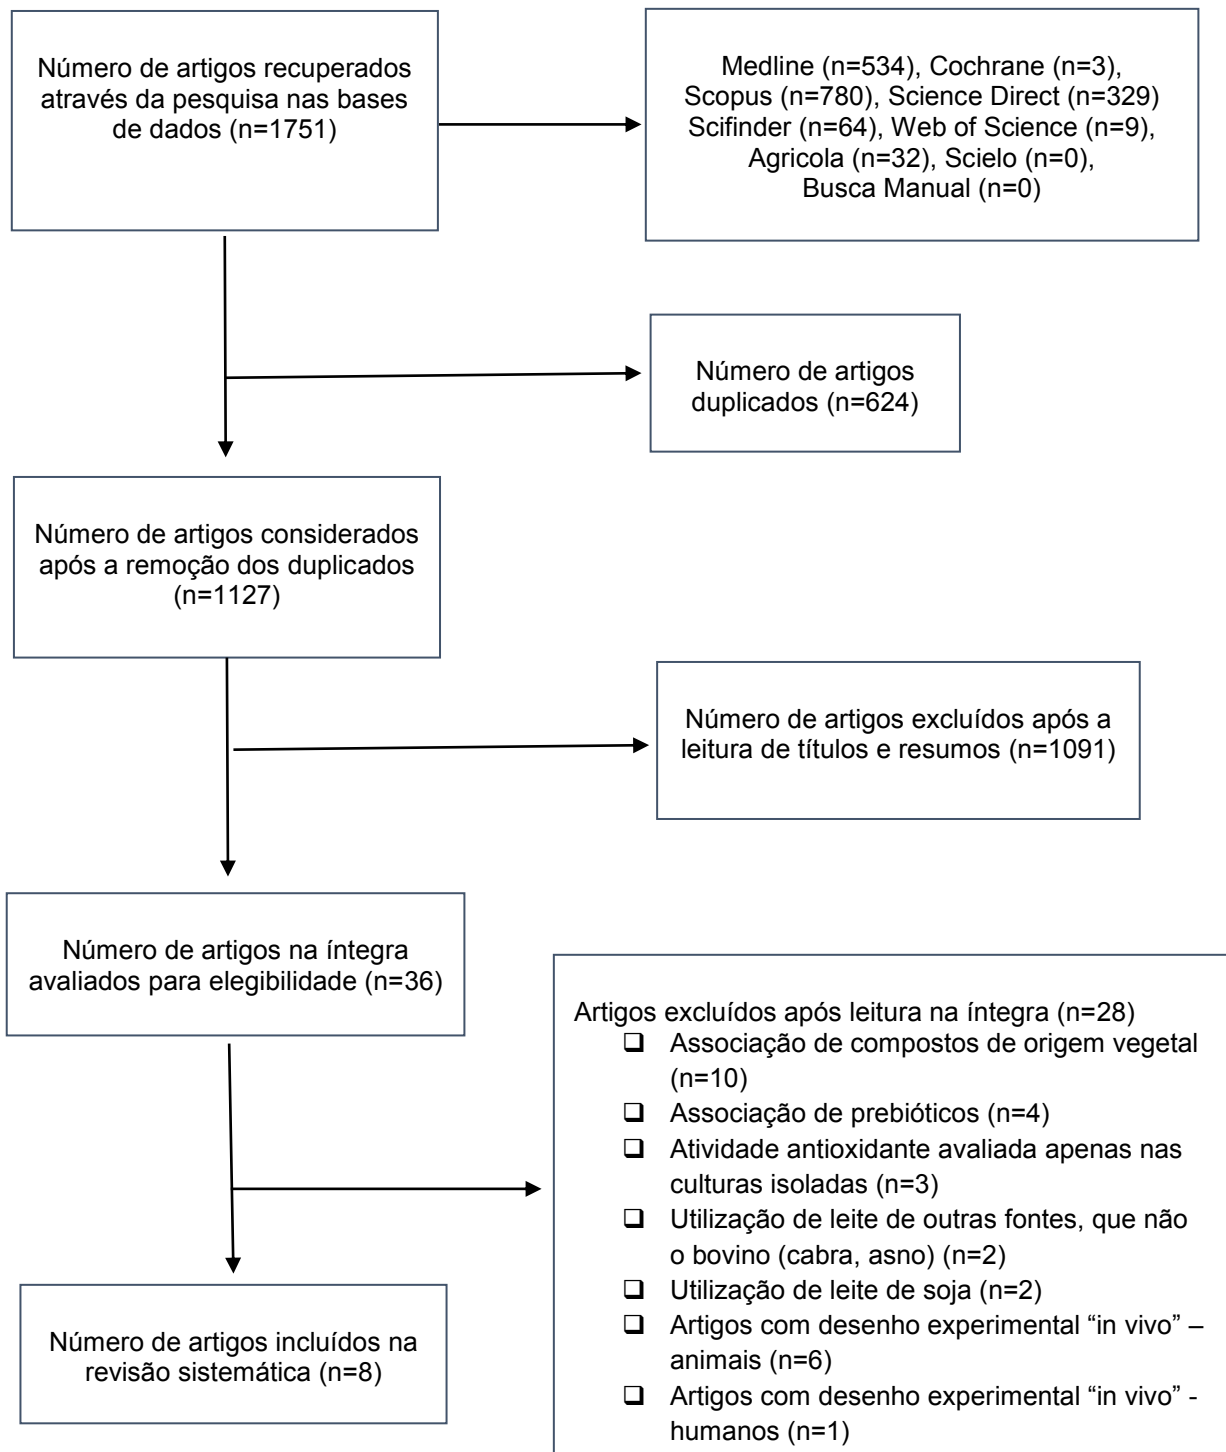 Número de artigos recuperados
através da pesquisa nas bases
de dados (n=1751)
Medline (n=534), Cochrane (n=3),
Scopus (n=780), Science Direct (n=329)
Scifinder (n=64), Web of Science (n=9),
Agricola (n=32), Scielo (n=0),
Busca Manual (n=0)
Número de artigos
duplicados (n=624)
Número de artigos considerados
após a remoção dos duplicados
(n=1127)
Número de artigos excluídos após a
leitura de títulos e resumos (n=1091)
Número de artigos na íntegra
avaliados para elegibilidade (n=36)
Artigos excluídos após leitura na íntegra (n=28)
❑ Associação de compostos de origem vegetal
(n=10)
❑ Associação de prebióticos (n=4)
❑ Atividade antioxidante avaliada apenas nas
culturas isoladas (n=3)
❑ Utilização de leite de outras fontes, que não
o bovino (cabra, asno) (n=2)
❑ Utilização de leite de soja (n=2)
❑ Artigos com desenho experimental “in vivo” –
animais (n=6)
❑ Artigos com desenho experimental “in vivo” -
humanos (n=1)
Número de artigos incluídos na
revisão sistemática (n=8)